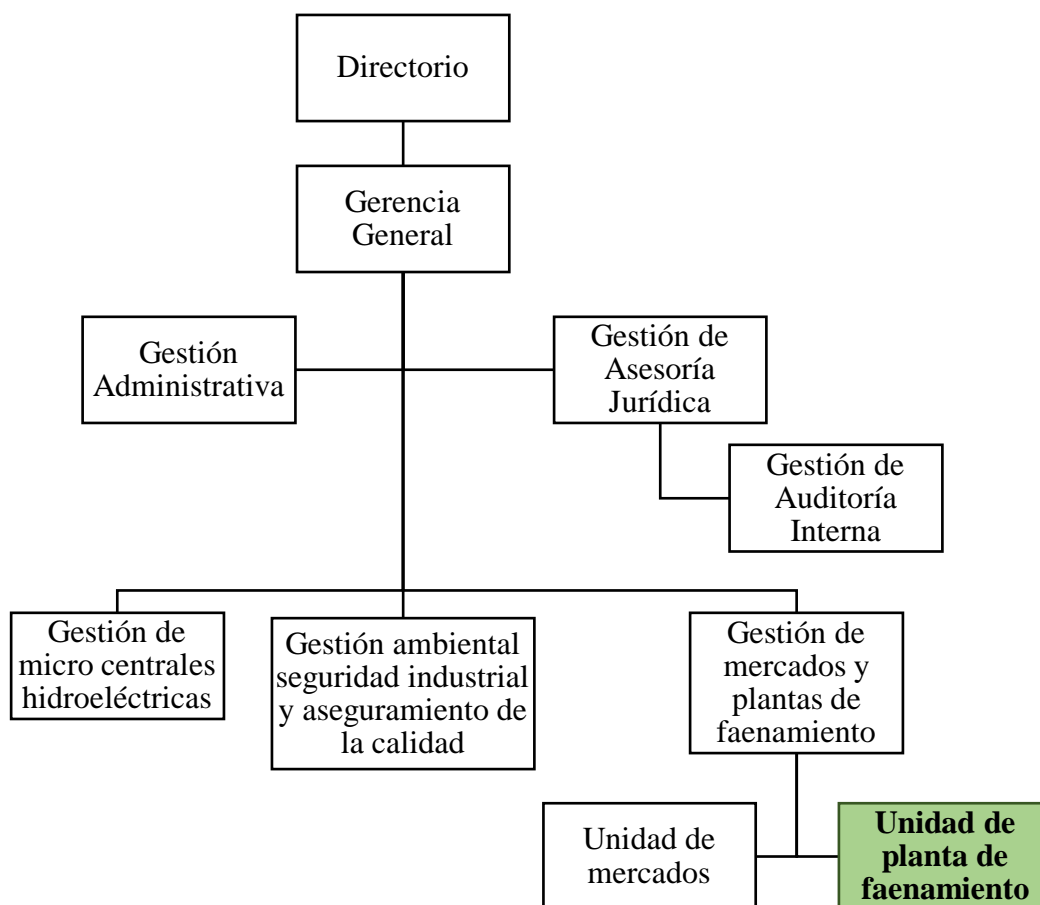 Directorio
Gerencia
General
Gestión
Administrativa
Gestión de
Asesoría
Jurídica
Gestión de
Auditoría
Interna
Gestión de
micro centrales
hidroeléctricas
Gestión ambiental
seguridad industrial
y aseguramiento de
la calidad
Gestión de
mercados y
plantas de
faenamiento
Unidad de
mercados
Unidad de
planta de
faenamiento